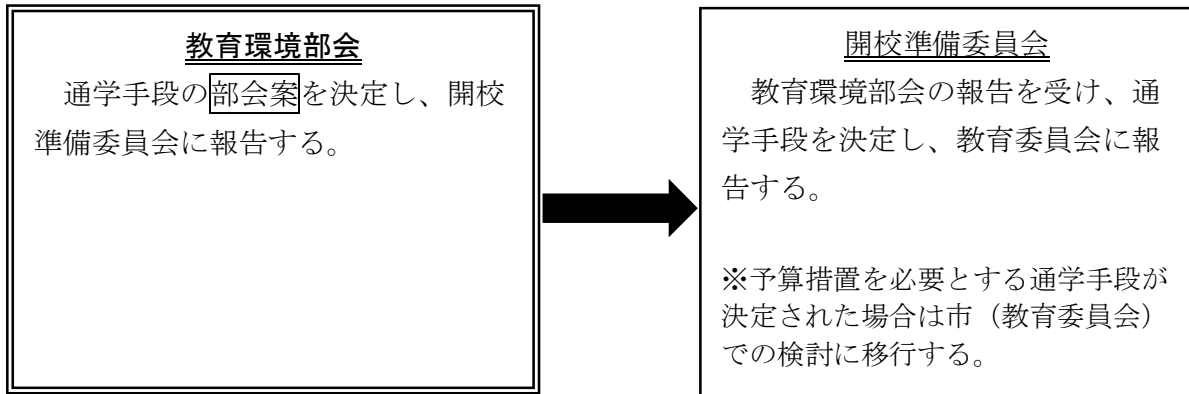 教育環境部会
通学手段の部会案を決定し、開校
準備委員会に報告する。
開校準備委員会
教育環境部会の報告を受け、通
学手段を決定し、教育委員会に報
告する。
※予算措置を必要とする通学手段が
決定された場合は市（教育委員会）
での検討に移行する。